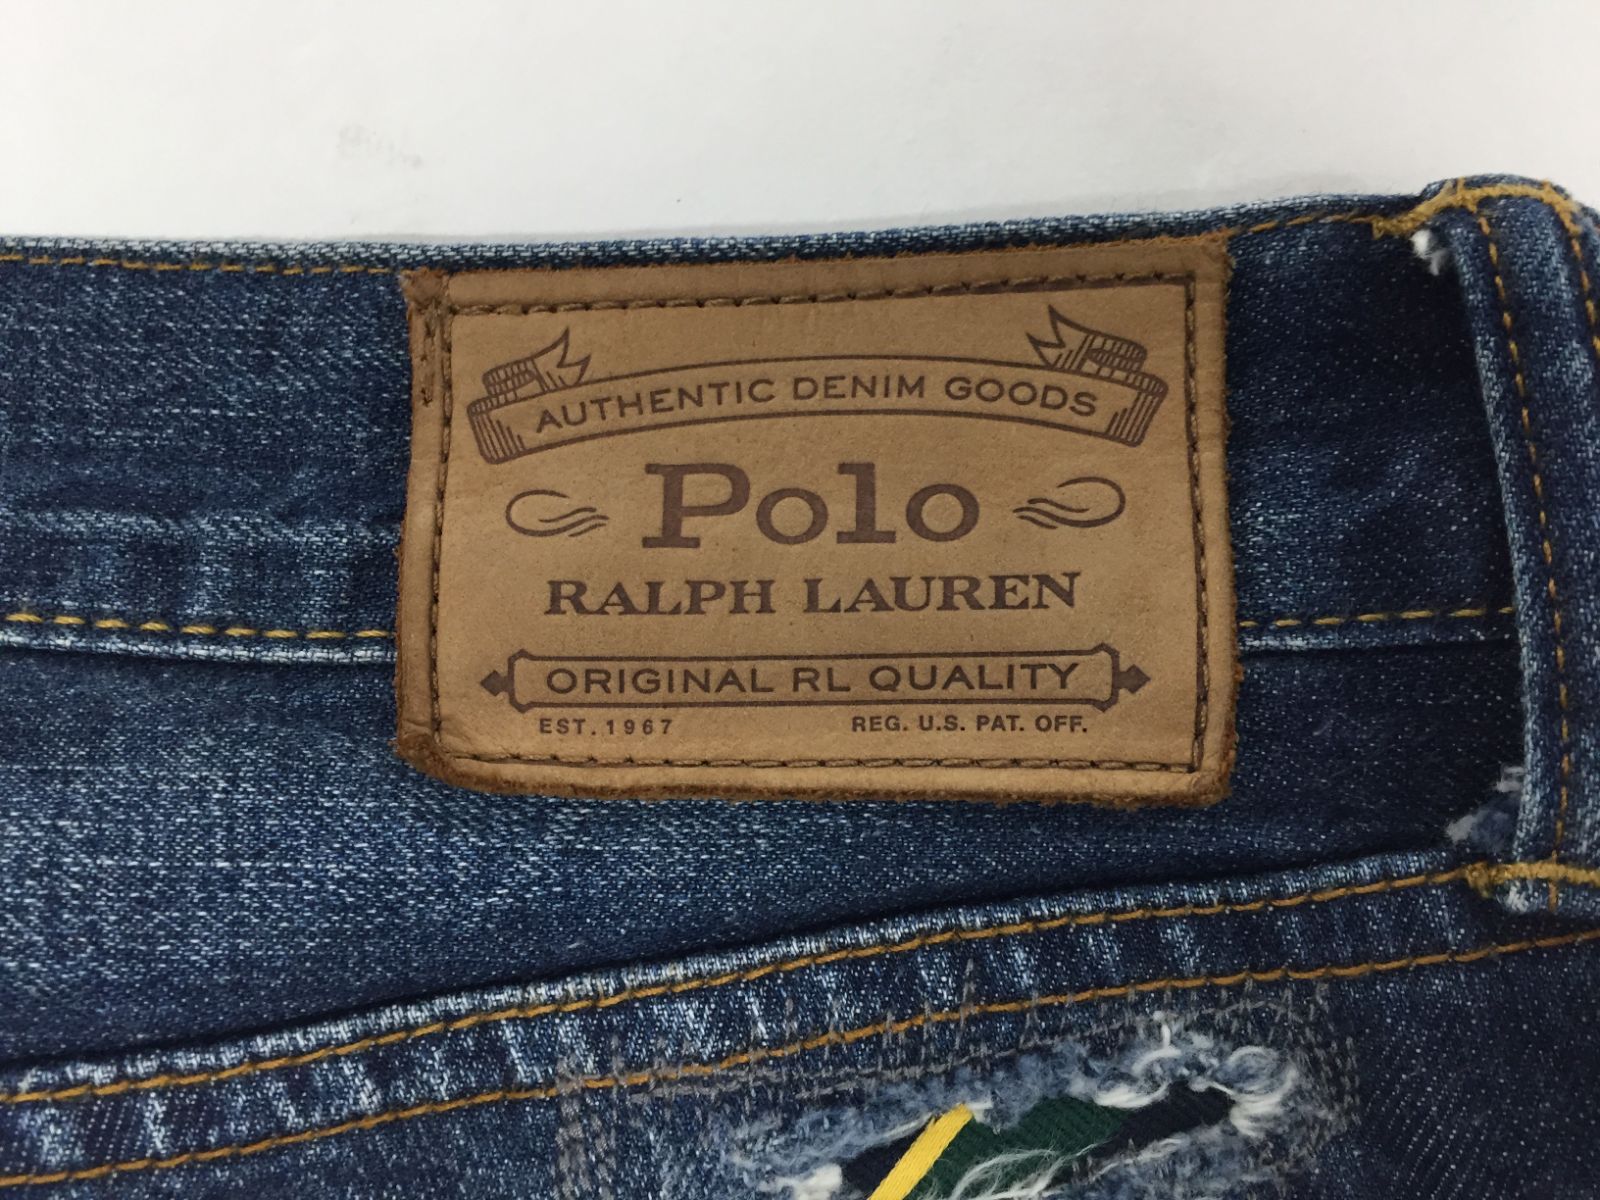 AUTHENTIC DENIM GOODS
Polo
RALPH LAUREN
ORIGINAL RL QUALITY
EST. 1967 REG. U.S. PAT. OFF.